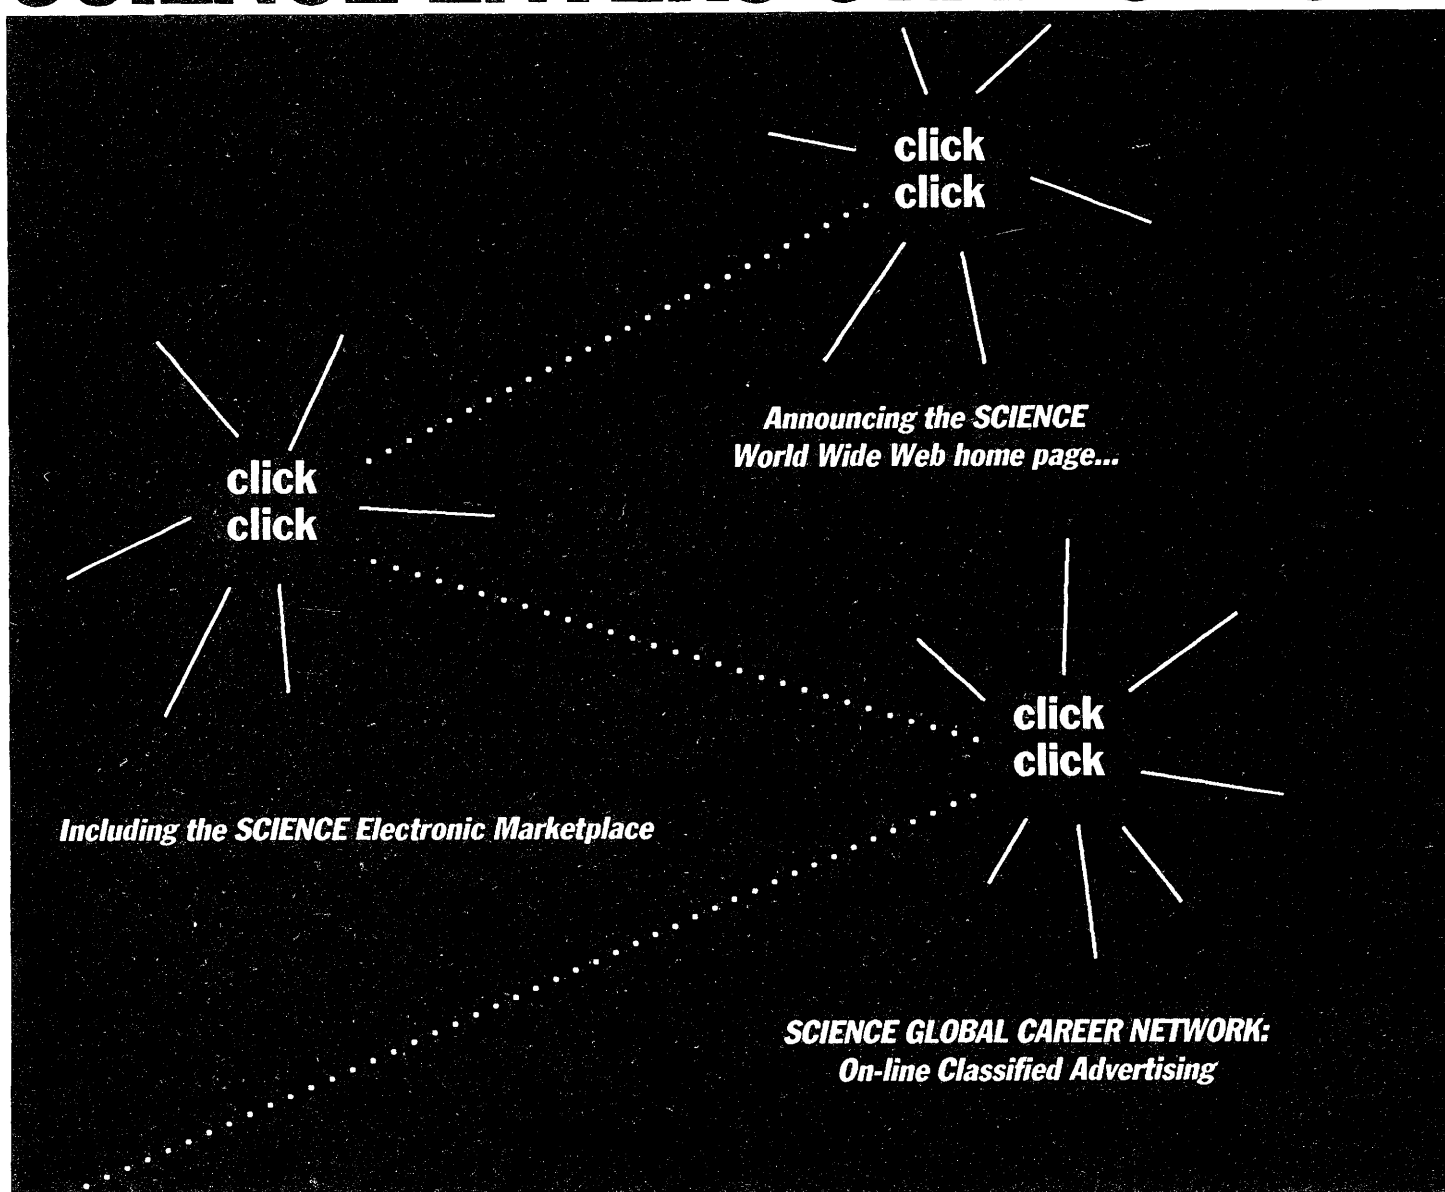 click
click
Announcing the SCIENCE
World Wide Web home page...
click
click
Including the SCIENCE Electronic Marketplace
click
click
SCIENCE GLOBAL CAREER NETWORK:
On-line Classified Advertising